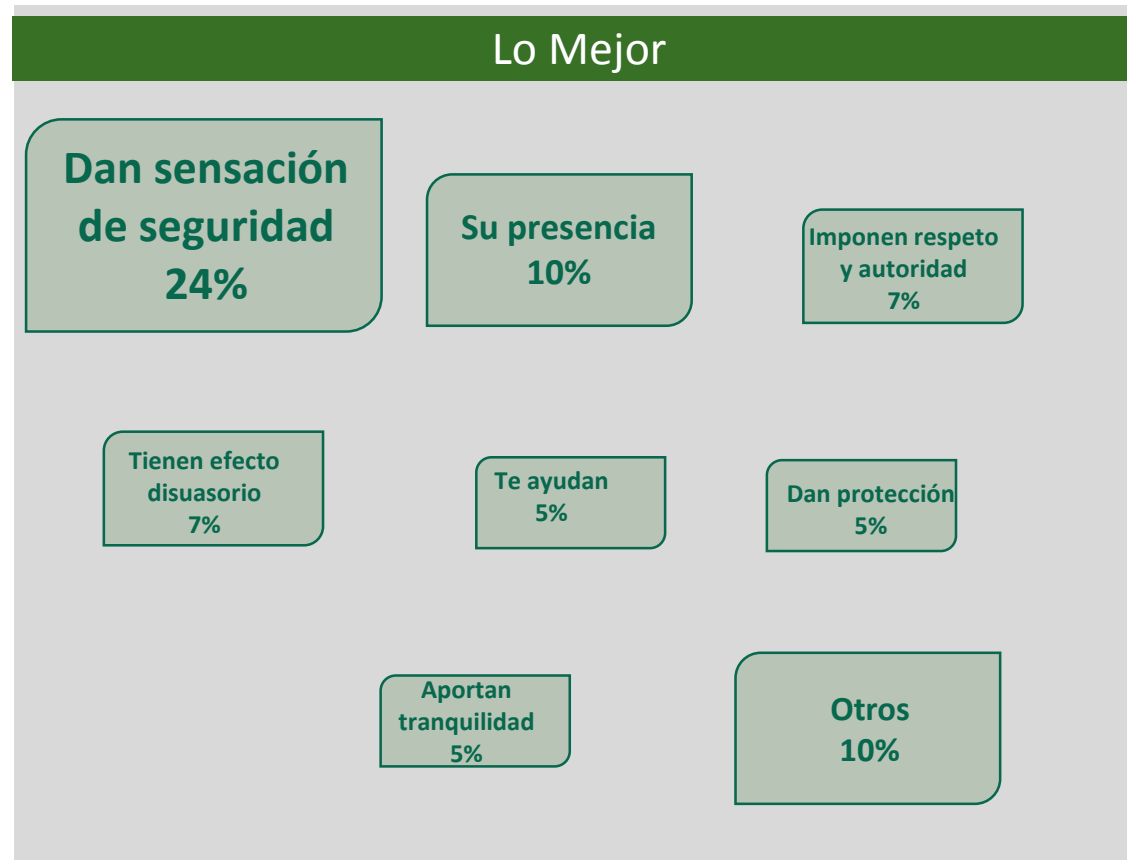 Lo Mejor
Dan sensación
de seguridad
24%
Su presencia
10%
Imponen respeto
y autoridad
7%
Tienen efecto
disuasorio
7%
Te ayudan
5%
Dan protección
5%
Aportan
tranquilidad
5%
Otros
10%